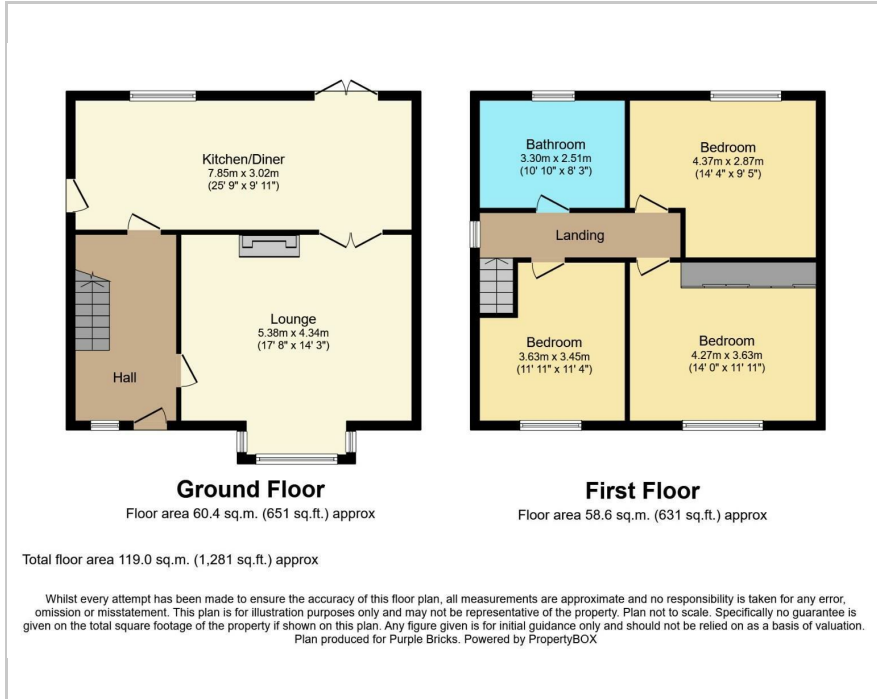 Kitchen/Diner
7.85m x 3.02m
(25' 9" x 9' 11")
Lounge
5.38m x 4.34m
(17' 8" x 14' 3")
Hall
Ground Floor
Floor area 60.4 sq.m. (651 sq.ft.) approx
Bathroom
3.30m x 2.51m
(10' 10" x 8' 3")
Bedroom
4.37m x 2.87m
(14' 4" x 9' 5")
Landing
Bedroom
3.63m x 3.45m
(11' 11" x 11' 4")
Bedroom
4.27m x 3.63m
(14' 0" x 11' 11")
First Floor
Floor area 58.6 sq.m. (631 sq.ft.) approx
Total floor area 119.0 sq.m. (1,281 sq.ft.) approx
Whilst every attempt has been made to ensure the accuracy of this floor plan, all measurements are approximate and no responsibility is taken for any error,
omission or misstatement. This plan is for illustration purposes only and may not be representative of the property. Plan not to scale. Specifically no guarantee is
given on the total square footage of the property if shown on this plan. Any figure given is for initial guidance only and should not be relied on as a basis of valuation.
Plan produced for Purple Bricks. Powered by PropertyBOX